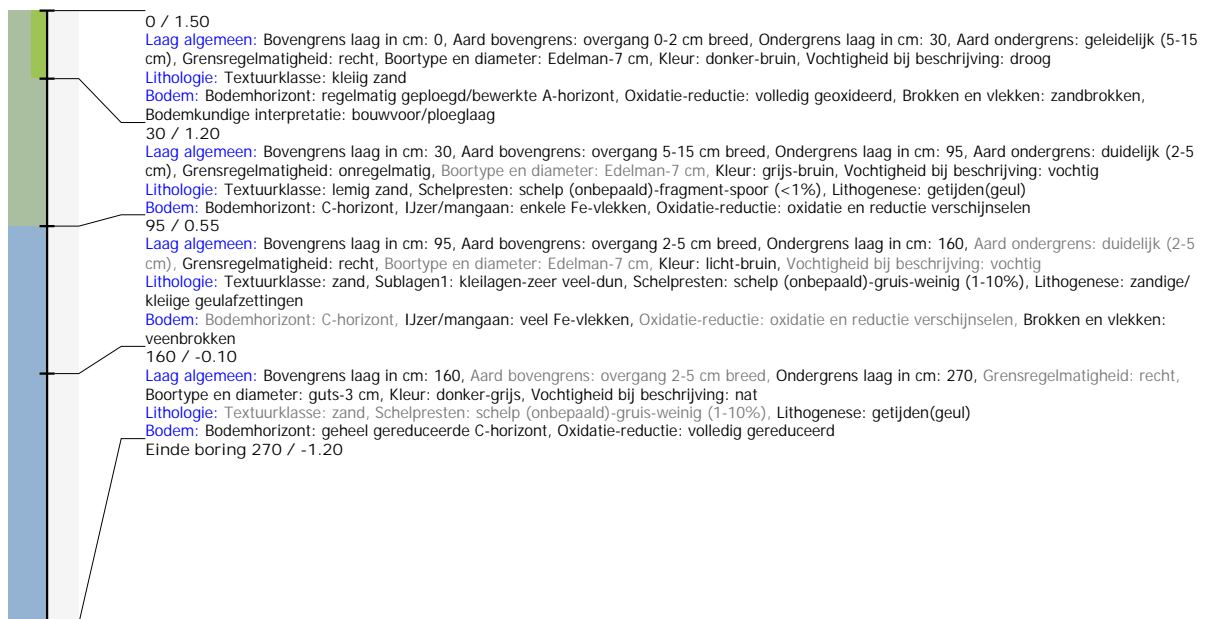 0 / 1.50
Laag algemeen: Bovengrens laag in cm: 0, Aard bovengrens: overgang 0-2 cm breed, Ondergrens laag in cm: 30, Aard ondergrens: geleidelijk (5-15
cm), Grensregelmatigheid: recht, Boortype en diameter: Edelman-7 cm, Kleur: donker-bruin, Vochtigheid bij beschrijving: droog
Lithologie: Textuurklasse: kleiig zand
Bodem: Bodemhorizont: regelmatig geploegd/bewerkte A-horizont, Oxidatie-reductie: volledig geoxideerd, Brokken en vlekken: zandbrokken,
Bodemkundige interpretatie: bouwvoor/ploeglaag
30 / 1.20
Laag algemeen: Bovengrens laag in cm: 30, Aard bovengrens: overgang 5-15 cm breed, Ondergrens laag in cm: 95, Aard ondergrens: duidelijk (2-5
cm), Grensregelmatigheid: onregelmatig, Boortype en diameter: Edelman-7 cm, Kleur: grijs-bruin, Vochtigheid bij beschrijving: vochtig
Lithologie: Textuurklasse: lemig zand, Schelpresten: schelp (onbepaald)-fragment-spoor (<1%), Lithogenese: getijden(geul)
Bodem: Bodemhorizont: C-horizont, IJzer/mangaan: enkele Fe-vlekken, Oxidatie-reductie: oxidatie en reductie verschijnselen
95 / 0.55
Laag algemeen: Bovengrens laag in cm: 95, Aard bovengrens: overgang 2-5 cm breed, Ondergrens laag in cm: 160, Aard ondergrens: duidelijk (2-5
cm), Grensregelmatigheid: recht, Boortype en diameter: Edelman-7 cm, Kleur: licht-bruin, Vochtigheid bij beschrijving: vochtig
Lithologie: Textuurklasse: zand, Sublagen1: kleilagen-zeer veel-dun, Schelpresten: schelp (onbepaald)-gruis-weinig (1-10%), Lithogenese: zandige/
kleiige geulafzettingen
Bodem: Bodemhorizont: C-horizont, IJzer/mangaan: veel Fe-vlekken, Oxidatie-reductie: oxidatie en reductie verschijnselen, Brokken en vlekken:
veenbrokken
160 / -0.10
Laag algemeen: Bovengrens laag in cm: 160, Aard bovengrens: overgang 2-5 cm breed, Ondergrens laag in cm: 270, Grensregelmatigheid: recht,
Boortype en diameter: guts-3 cm, Kleur: donker-grijs, Vochtigheid bij beschrijving: nat
Lithologie: Textuurklasse: zand, Schelpresten: schelp (onbepaald)-gruis-weinig (1-10%), Lithogenese: getijden(geul)
Bodem: Bodemhorizont: geheel gereduceerde C-horizont, Oxidatie-reductie: volledig gereduceerd
Einde boring 270 / -1.20